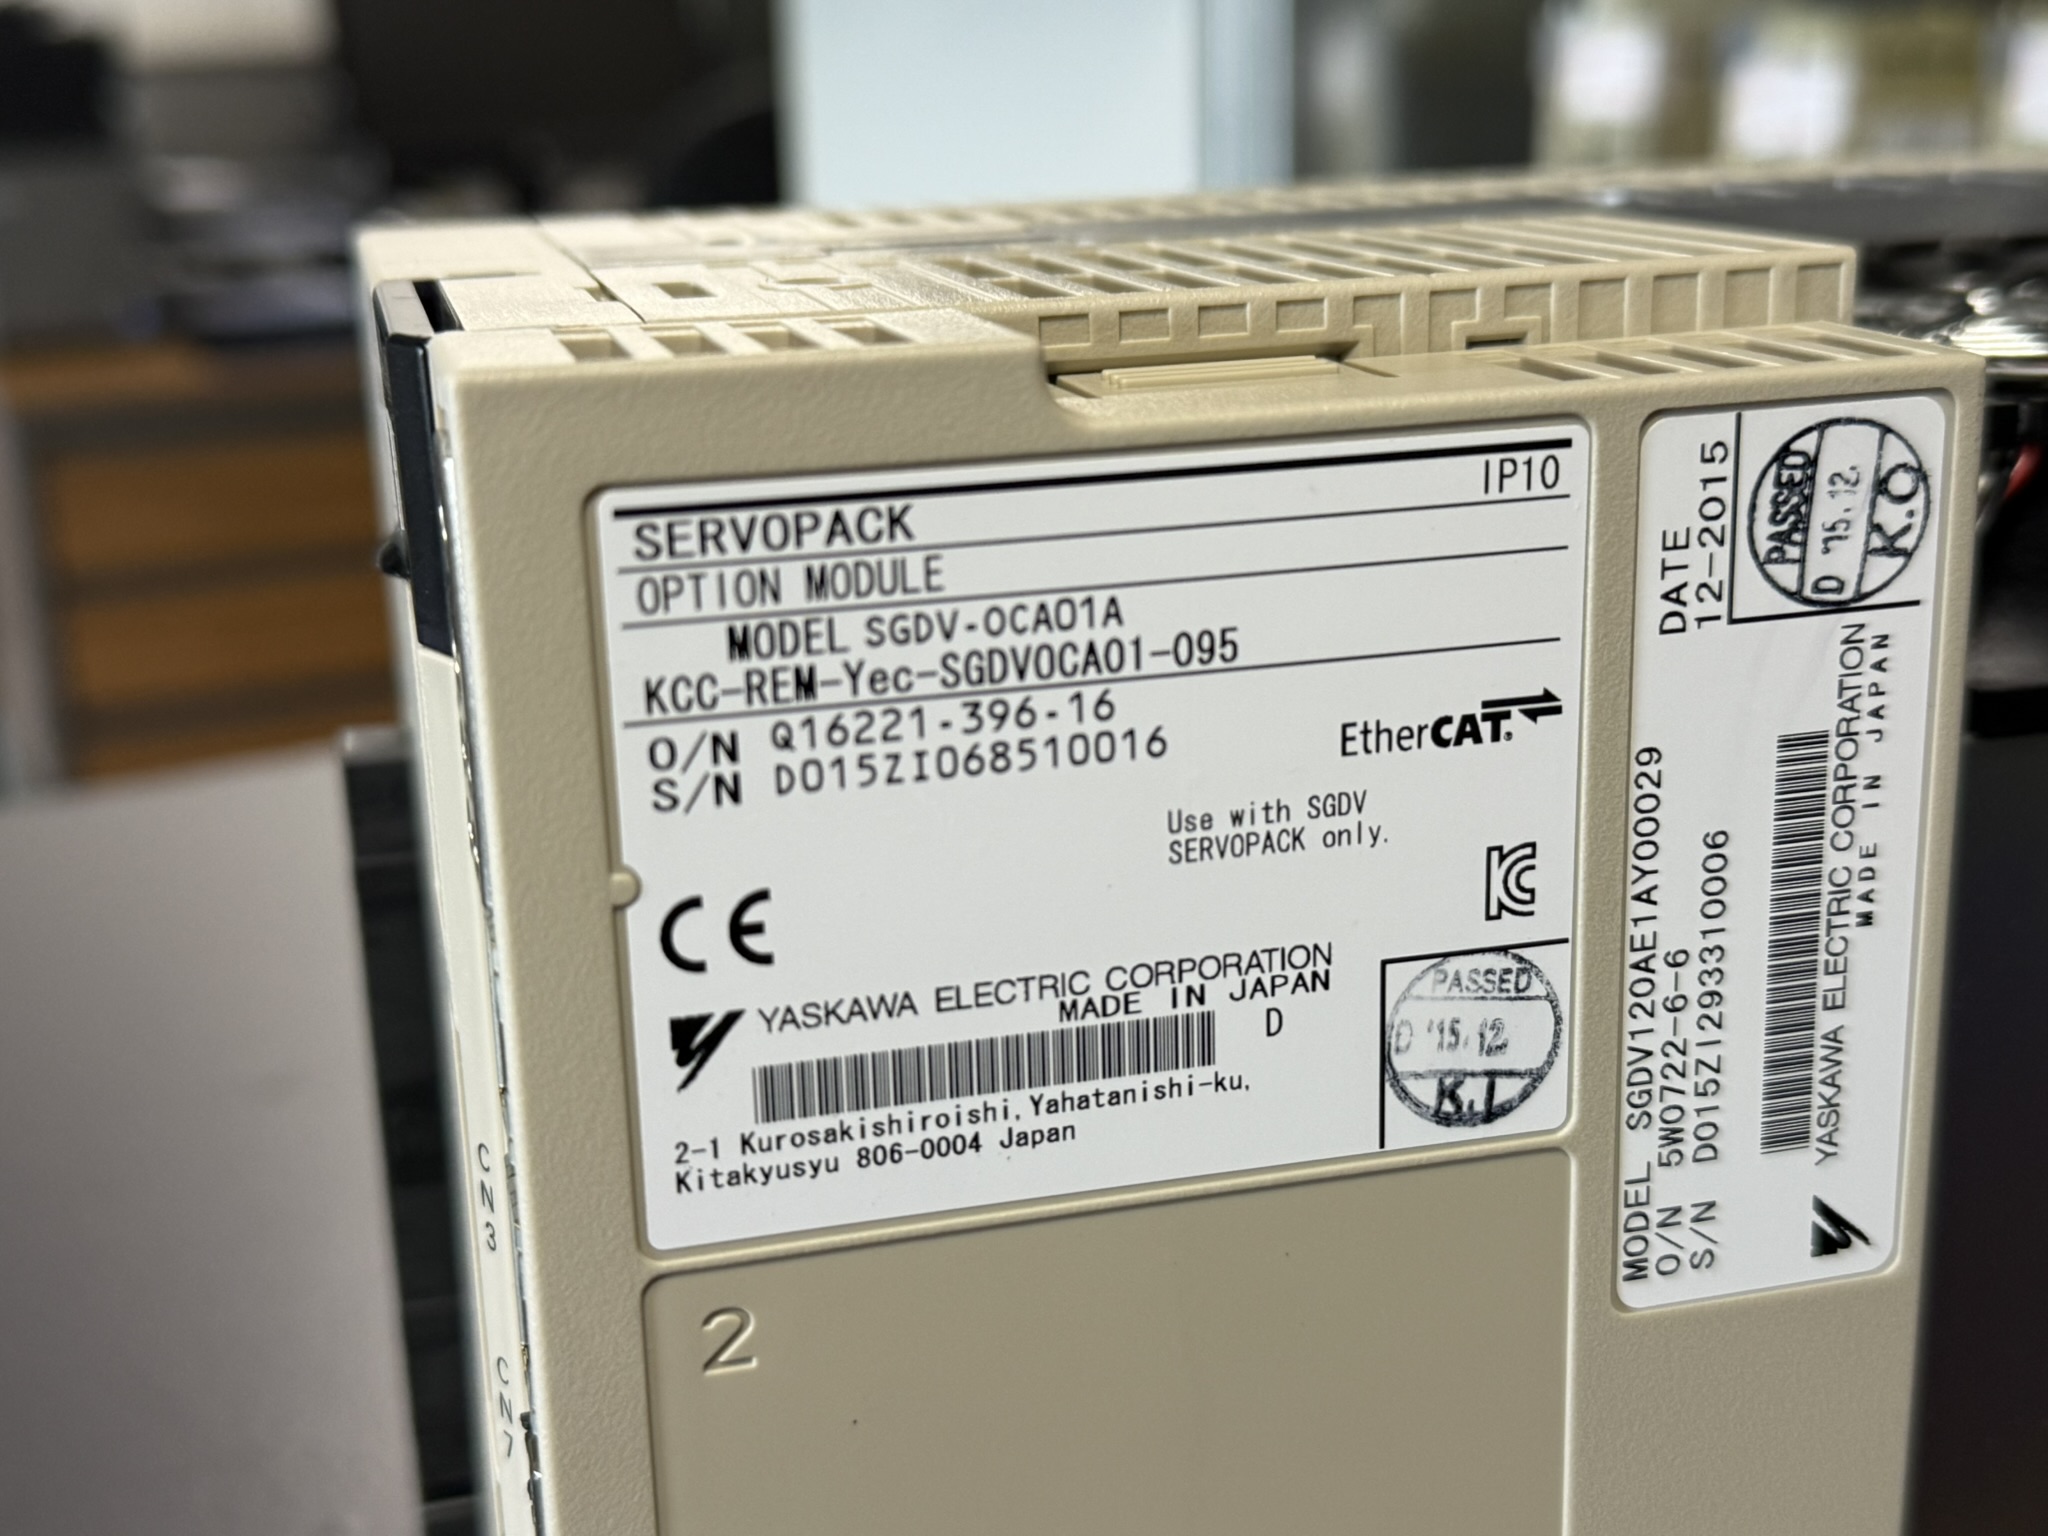 IP10
SERVOPACK
OPTION MODULE
MODEL SGDV-OCA01A
KCC-REM-Yec-SGDVOCA01-095
O/N Q16221-396-16
S/N D015ZI068510016
EtherCAT®
Use with SGDV
SERVOPACK only.
CE
YASKAWA ELECTRIC CORPORATION
MADE IN JAPAN
D
2-1 Kurosakishiroishi, Yahatanishi-ku,
Kitakyusyu 806-0004 Japan
PASSED
D '15.12.
K.I
2
CN3
CN7
MODEL SGDV120AE1AY00029
O/N 5W0722-6-6
S/N D015ZI293310006
DATE
12-2015
PASSED
D '15.12.
K.O
YASKAWA ELECTRIC CORPORATION
MADE IN JAPAN